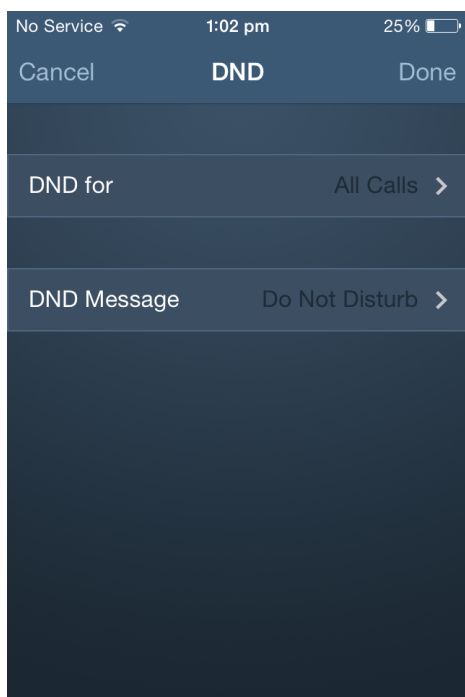 No Service 1:02 pm 25%
Cancel DND Done
DND for All Calls
DND Message Do Not Disturb